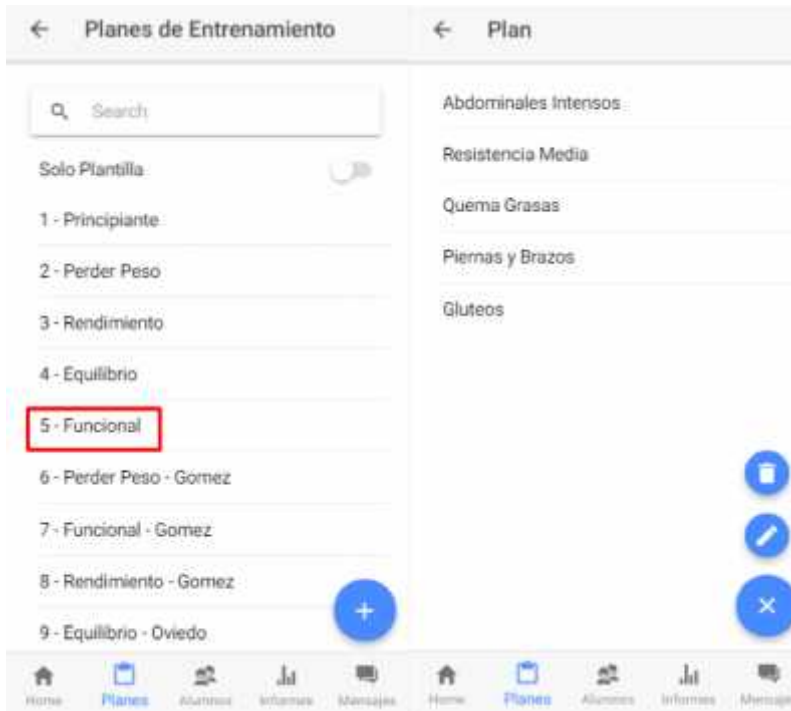 Planes de Entrenamiento
Search
Solo Plantilla
1 - Principiante
2 - Perder Peso
3 - Rendimiento
4 - Equilibrio
5 - Funcional
6 - Perder Peso - Gomez
7 - Funcional - Gomez
8 - Rendimiento - Gomez
9 - Equilibrio - Oviedo
Home Planes Alumnos Informes Mensajes
Plan
Abdominales Intensos
Resistencia Media
Quema Grasas
Piernas y Brazos
Gluteos
Home Planes Alumnos Informes Mensajes